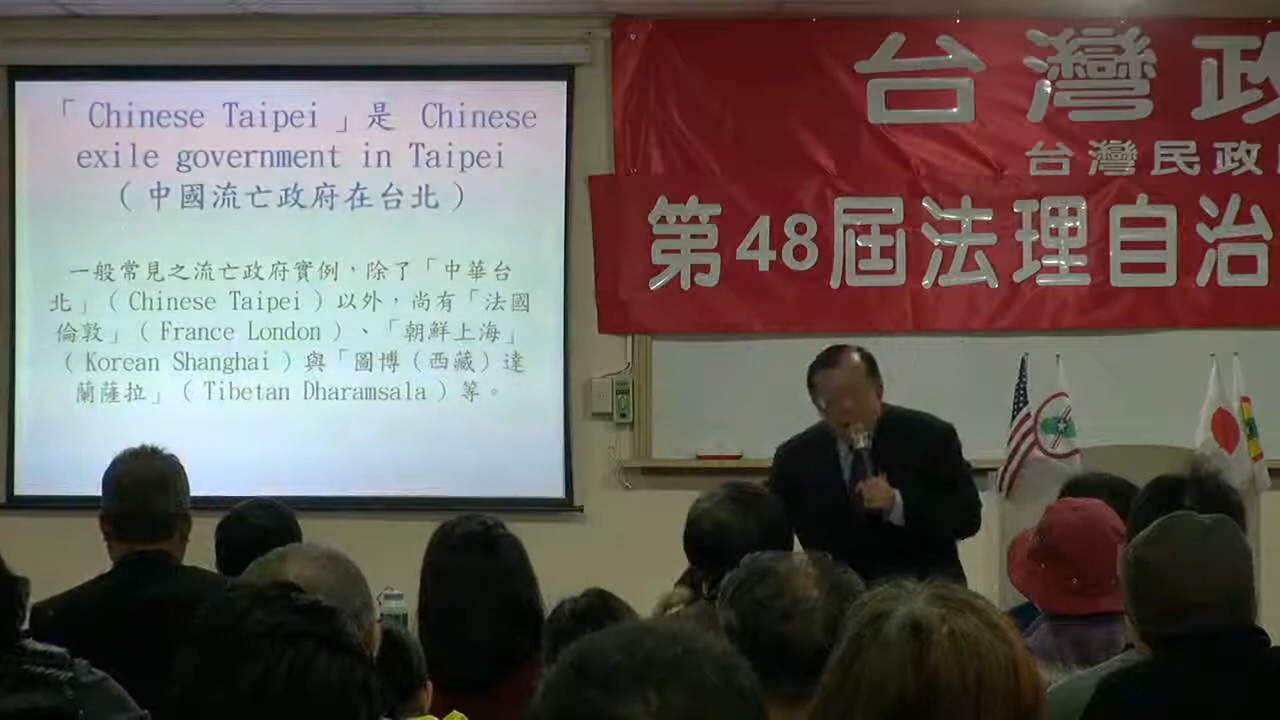 「Chinese Taipei」是 Chinese
exile government in Taipei
(中國流亡政府在台北)
一般常見之流亡政府實例，除了「中華台
北」(Chinese Taipei)以外，尚有「法國
倫敦」(France London)、「朝鮮上海」
(Korean Shanghai)與「圖博(西藏)達
蘭薩拉」(Tibetan Dharamsala)等。
台灣政
台灣民政
第48屆法理自治